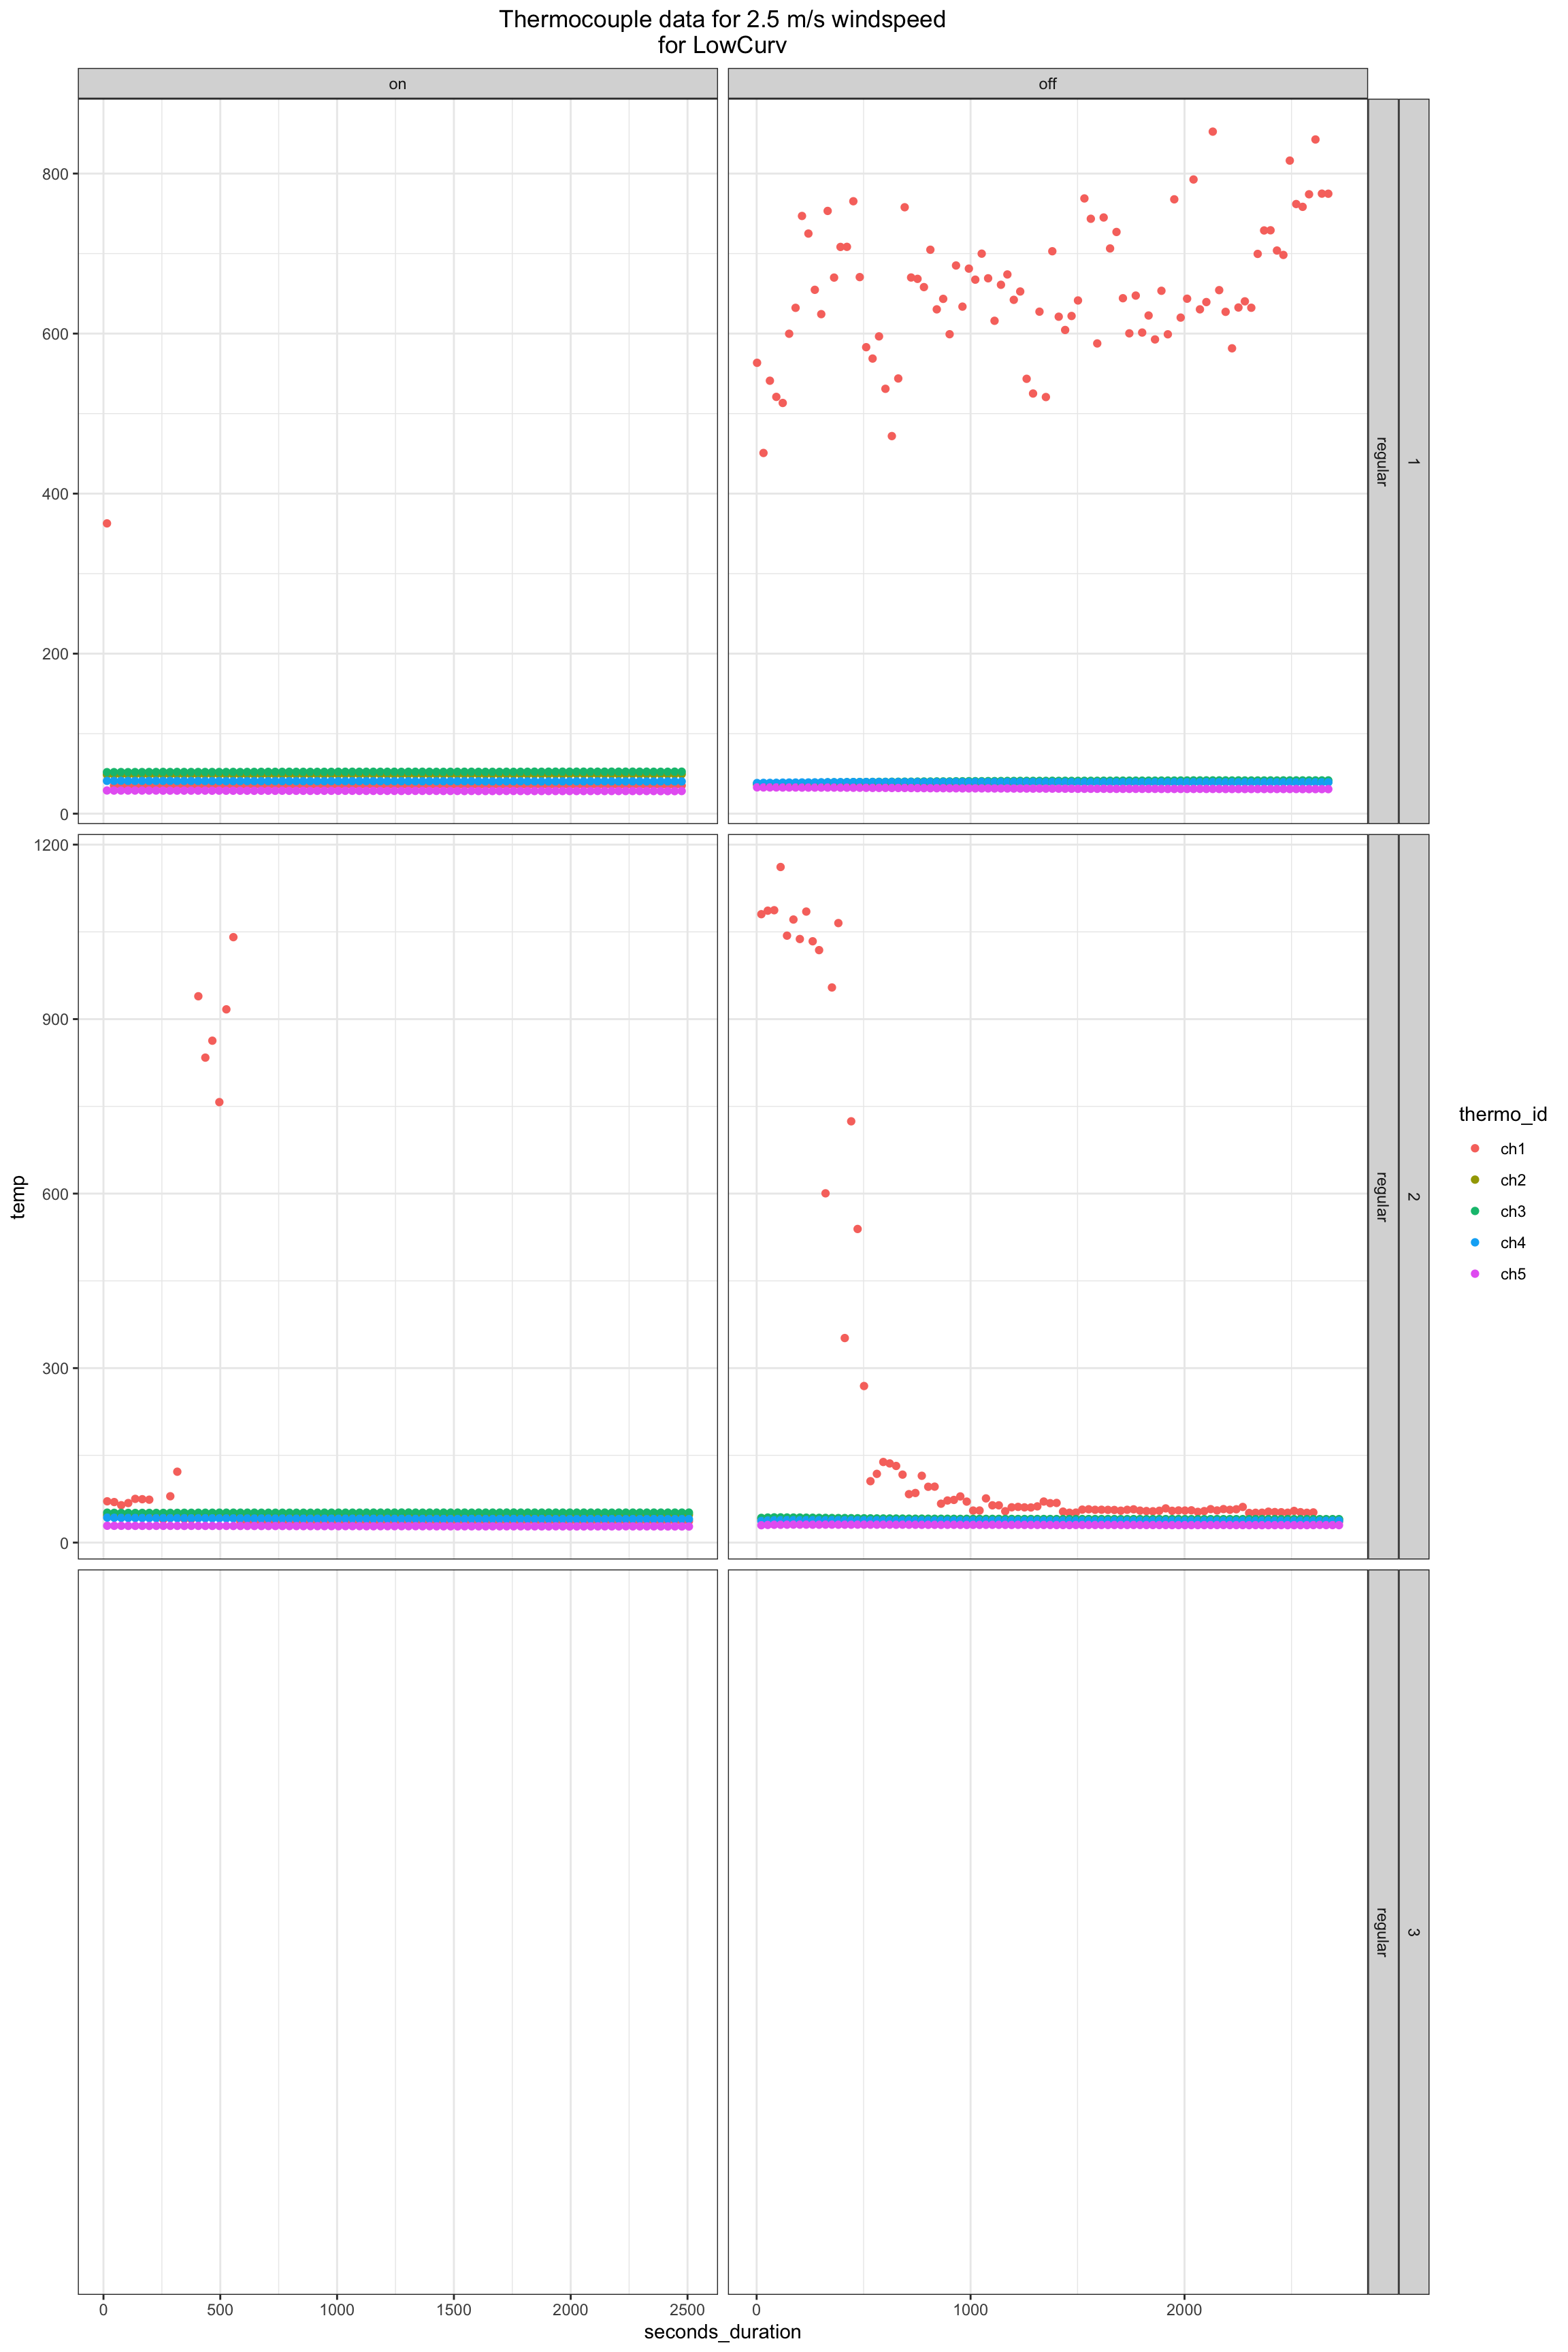 Thermocouple data for 2.5 m/s windspeed
for LowCurv
on
off
800
600
400
200
0
regular
1
1200
900
600
300
0
regular
2
regular
3
temp
thermo_id
ch1
ch2
ch3
ch4
ch5
0 500 1000 1500 2000 2500
0 1000 2000
seconds_duration